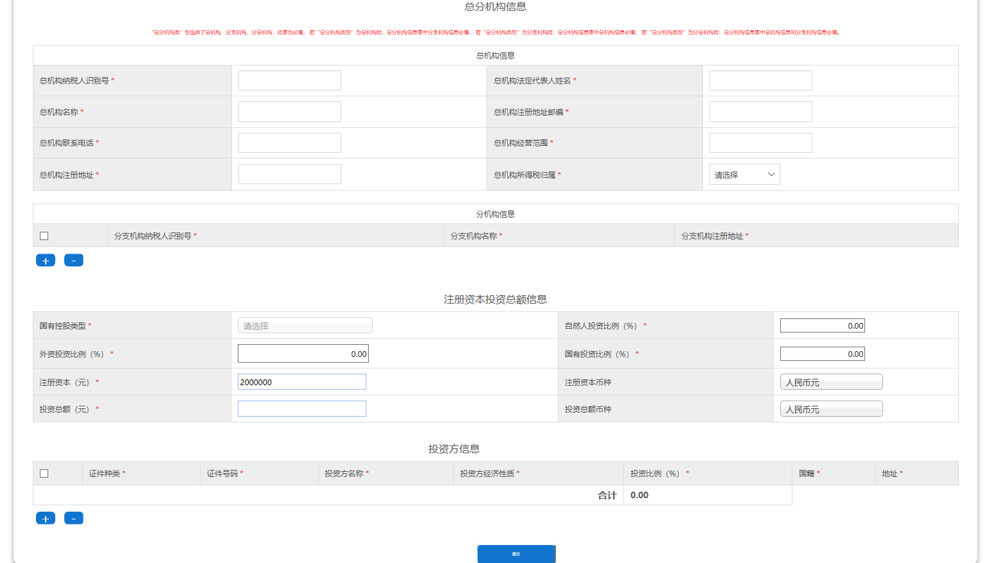 总分机构信息
“总分机构类”型选择了总机构、分支机构、分总机构，此表为必填， 若“总分机构类型”为总机构时，总分机构信息表中分支机构信息必填； 若“总分机构类型”为分支机构时，总分机构信息表中总机构信息必填； 若“总分机构类型”为分总机构时，总分机构信息表中总机构信息和分支机构信息必填。
总机构信息
总机构纳税人识别号 * 总机构法定代表人姓名 *
总机构名称 * 总机构注册地址邮编 *
总机构联系电话 * 总机构经营范围 *
总机构注册地址 * 总机构所得税归属 * 请选择
分机构信息
分支机构纳税人识别号 * 分支机构名称 * 分支机构注册地址 *
+ -
注册资本投资总额信息
国有控股类型 * 请选择 自然人投资比例（%） * 0.00
外资投资比例（%） * 0.00 国有投资比例（%） * 0.00
注册资本（元） * 2000000 注册资本币种 人民币元
投资总额（元） * 投资总额币种 人民币元
投资方信息
证件种类 * 证件号码 * 投资方名称 * 投资方经济性质 * 投资比例（%） * 国籍 * 地址 *
合计 0.00
+ -
提交